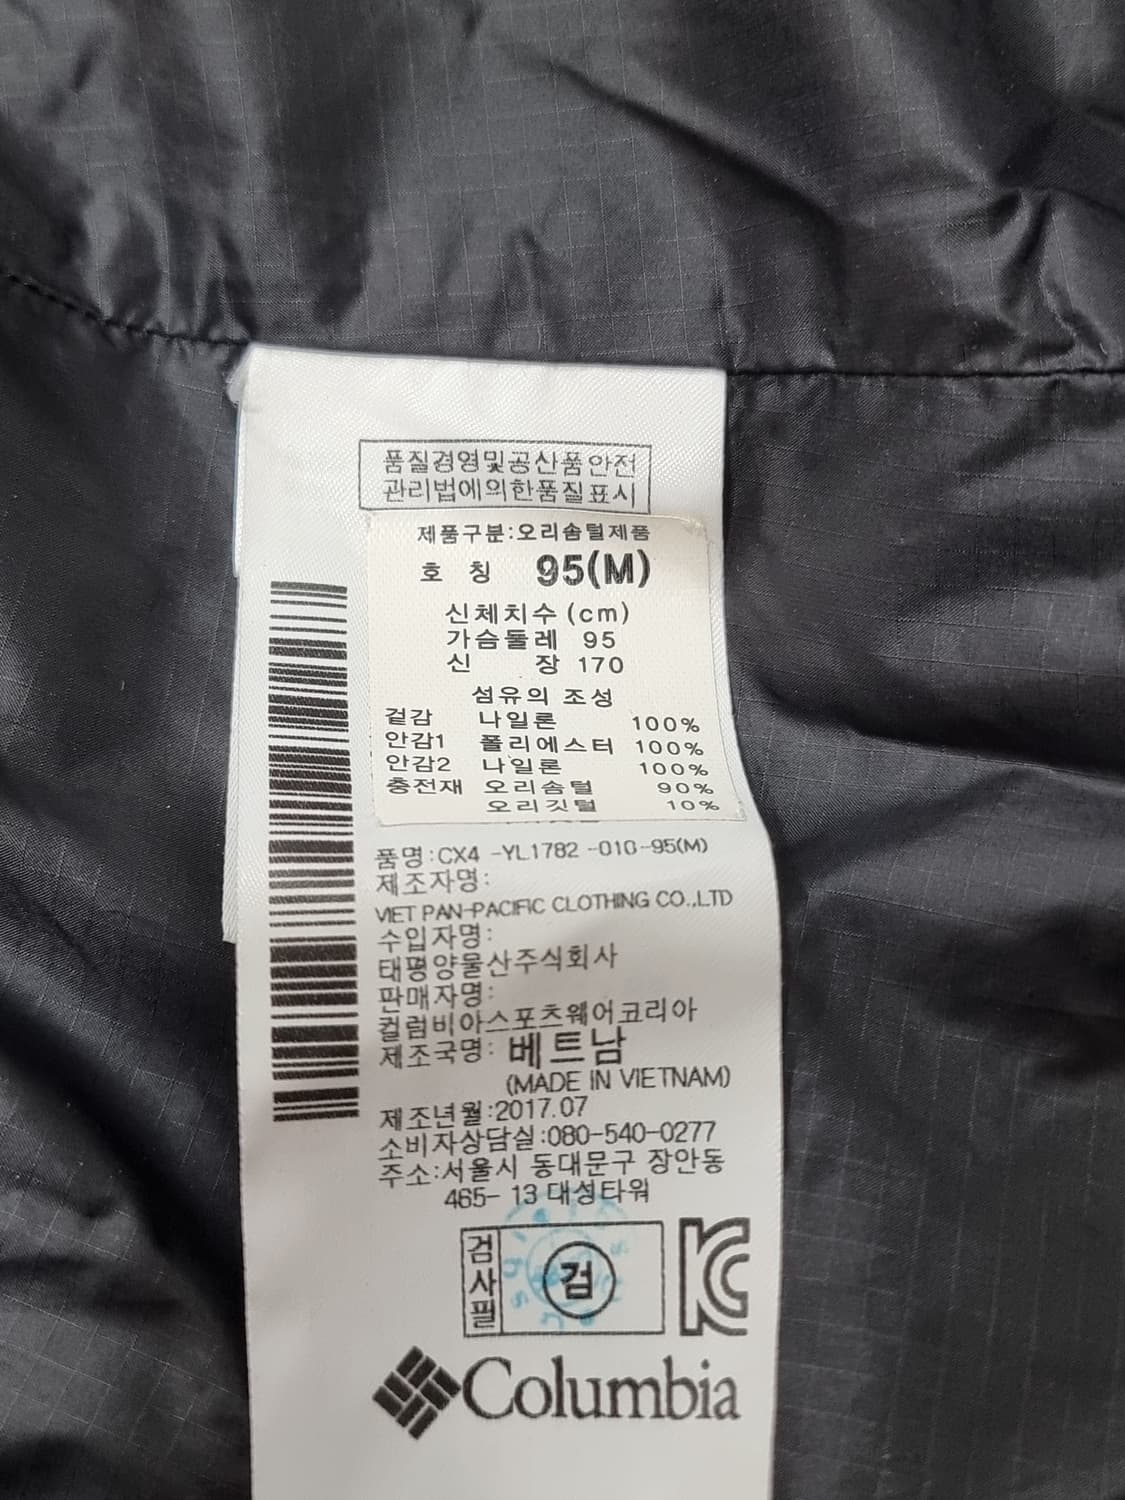 품질경영및공산품안전
관리법에의한품질표시
제품구분:오리솜털제품
호 칭 95(M)
신체치수(cm)
가슴둘레 95
신 장 170
섬유의 조성
겉감 나일론 100%
안감1 폴리에스터 100%
안감2 나일론 100%
충전재 오리솜털 90%
오리깃털 10%
품명:CX4 -YL1782 -010-95(M)
제조자명:
VIET PAN-PACIFIC CLOTHING CO.,LTD
수입자명:
태평양물산주식회사
판매자명:
컬럼비아스포츠웨어코리아
제조국명: 베트남
(MADE IN VIETNAM)
제조년월:2017.07
소비자상담실:080-540-0277
주소:서울시 동대문구 장안동
465- 13 대성타워
검사필
검
KC
Columbia